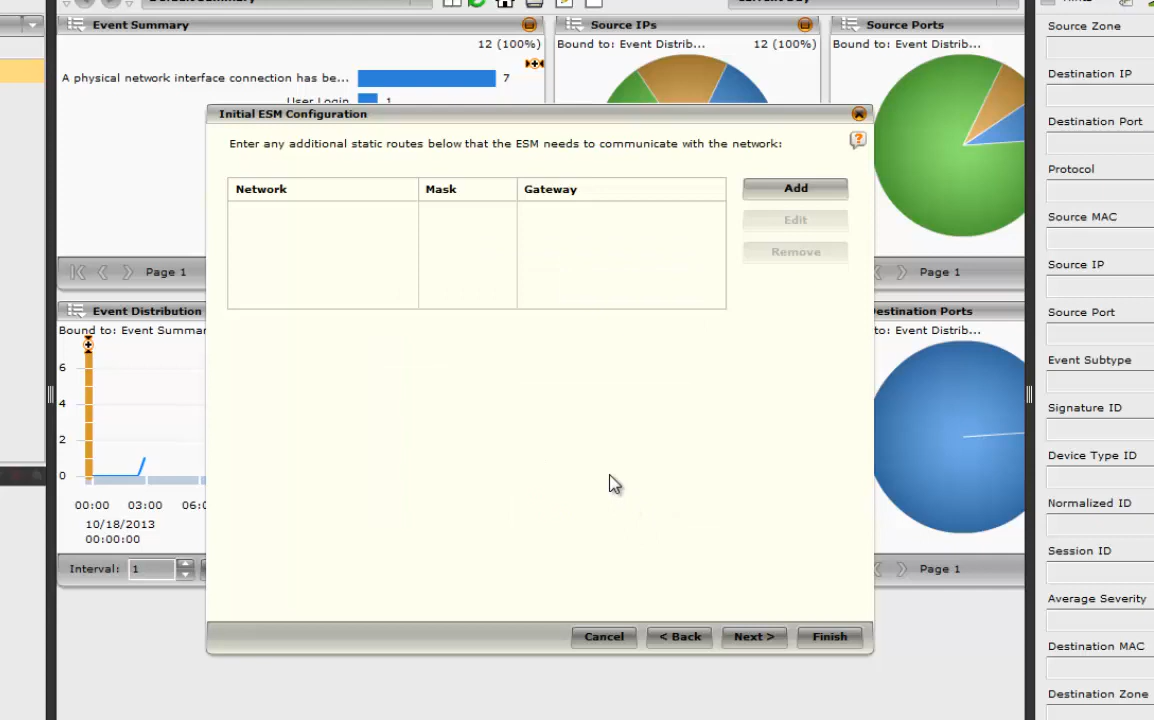 Event Summary
12 (100%)
A physical network interface connection has be...
7
User Login
1
Source IPs
Bound to: Event Distrib...
12 (100%)
Source Ports
Bound to: Event Distrib...
Initial ESM Configuration
Enter any additional static routes below that the ESM needs to communicate with the network:
Network
Mask
Gateway
Add
Edit
Remove
Cancel
< Back
Next >
Finish
Page 1
Page 1
Event Distribution
Bound to: Event Summar
6
4
2
0
00:00
03:00
06:0
10/18/2013
00:00:00
Interval:
1
estination Ports
to: Event Distrib...
Page 1
Source Zone
Destination IP
Destination Port
Protocol
Source MAC
Source IP
Source Port
Event Subtype
Signature ID
Device Type ID
Normalized ID
Session ID
Average Severity
Destination MAC
Destination Zone